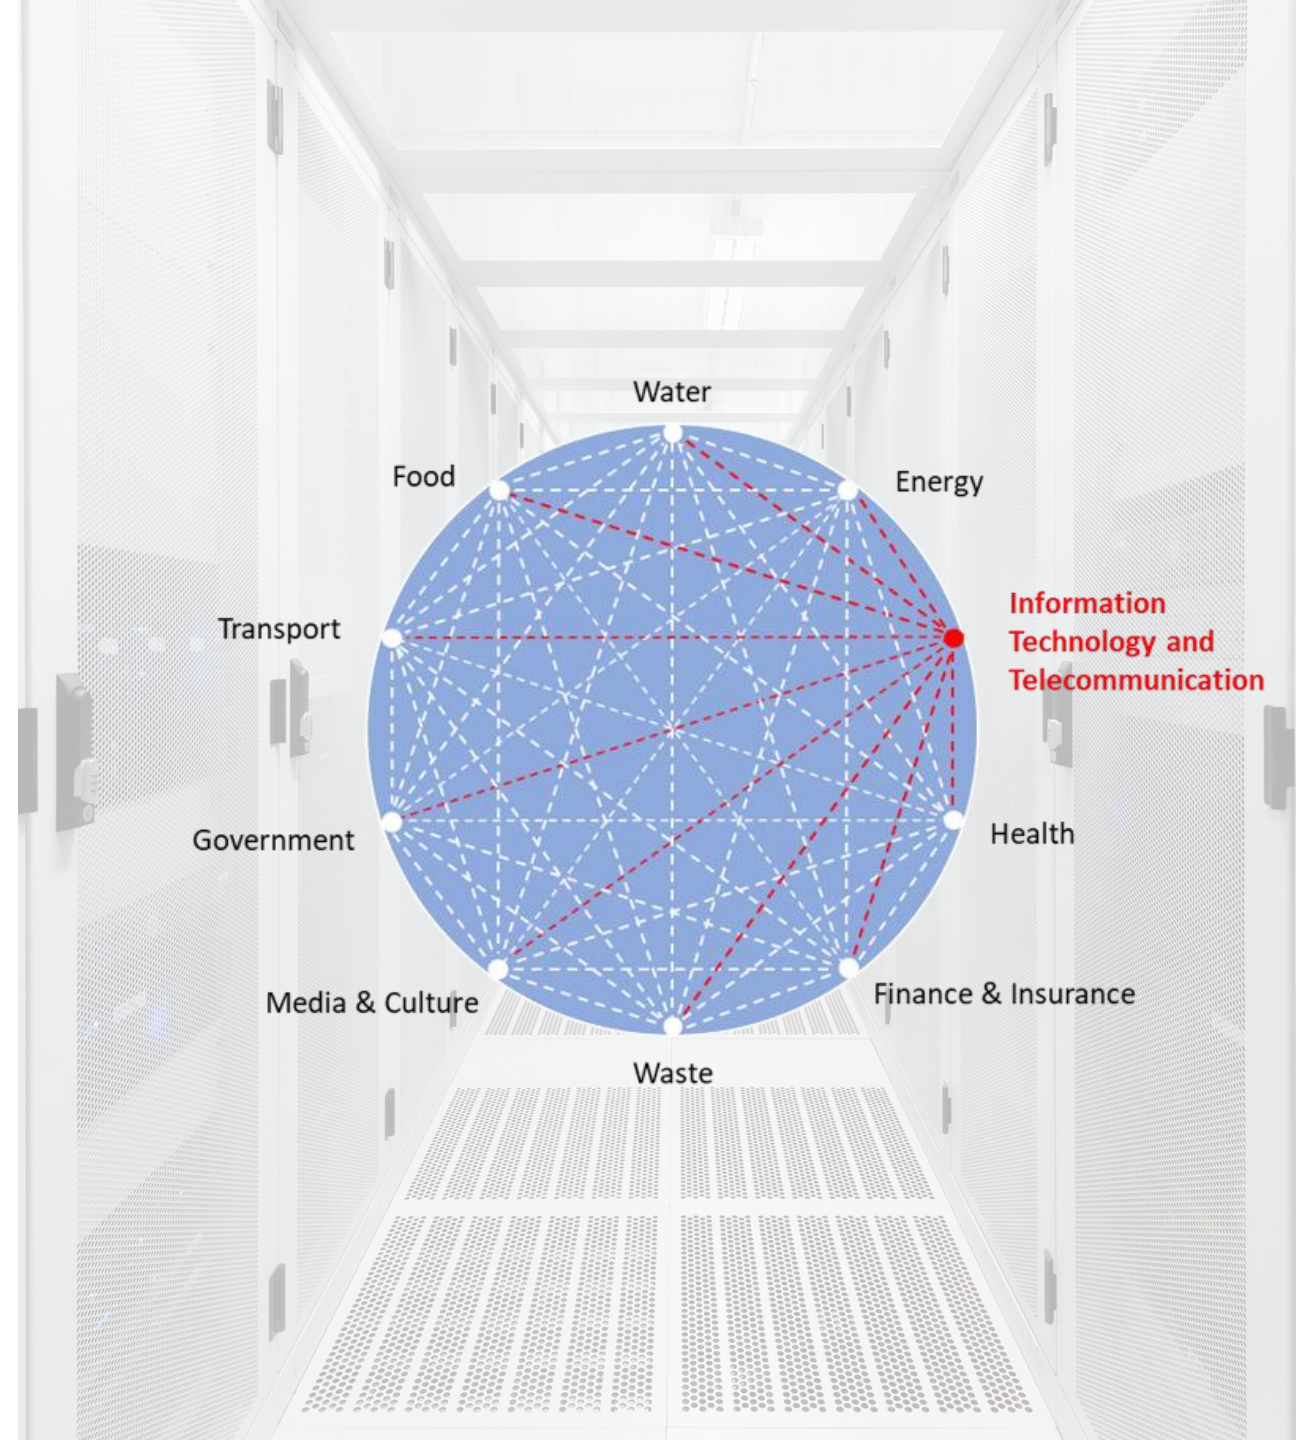 Water
Food
Energy
Information
Technology and
Telecommunication
Transport
Government
Health
Media & Culture
Finance & Insurance
Waste